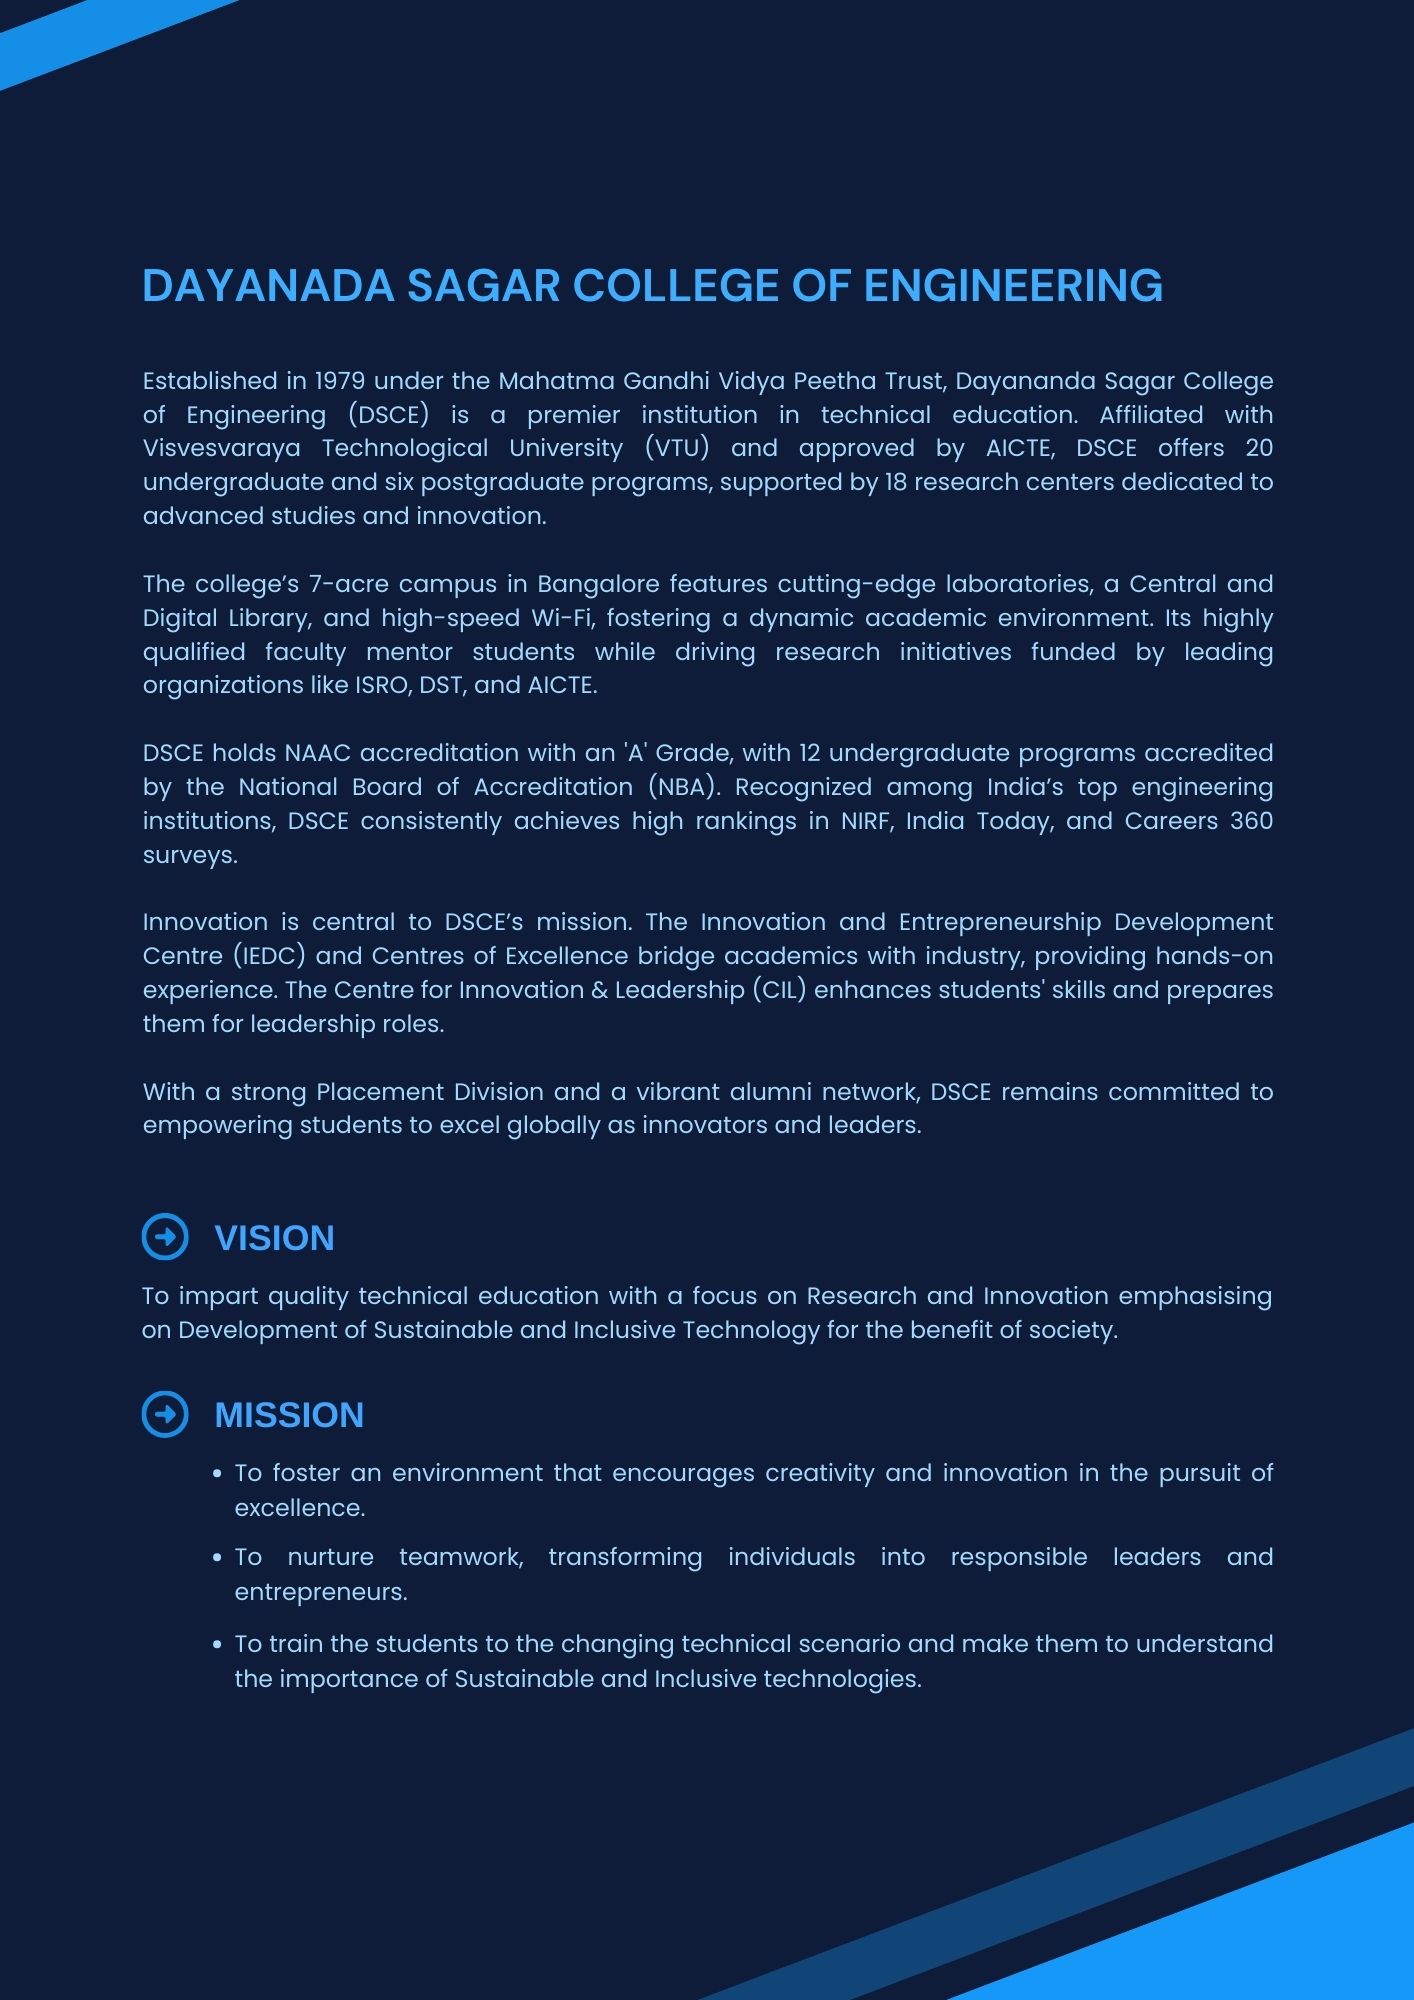 DAYANADA SAGAR COLLEGE OF ENGINEERING
Established in 1979 under the Mahatma Gandhi Vidya Peetha Trust, Dayananda Sagar College
of Engineering (DSCE) is a premier institution in technical education. Affiliated with
Visvesvaraya Technological University (VTU) and approved by AICTE, DSCE offers 20
undergraduate and six postgraduate programs, supported by 18 research centers dedicated to
advanced studies and innovation.
The college’s 7-acre campus in Bangalore features cutting-edge laboratories, a Central and
Digital Library, and high-speed Wi-Fi, fostering a dynamic academic environment. Its highly
qualified faculty mentor students while driving research initiatives funded by leading
organizations like ISRO, DST, and AICTE.
DSCE holds NAAC accreditation with an 'A' Grade, with 12 undergraduate programs accredited
by the National Board of Accreditation (NBA). Recognized among India’s top engineering
institutions, DSCE consistently achieves high rankings in NIRF, India Today, and Careers 360
surveys.
Innovation is central to DSCE’s mission. The Innovation and Entrepreneurship Development
Centre (IEDC) and Centres of Excellence bridge academics with industry, providing hands-on
experience. The Centre for Innovation & Leadership (CIL) enhances students' skills and prepares
them for leadership roles.
With a strong Placement Division and a vibrant alumni network, DSCE remains committed to
empowering students to excel globally as innovators and leaders.
VISION
To impart quality technical education with a focus on Research and Innovation emphasising
on Development of Sustainable and Inclusive Technology for the benefit of society.
MISSION
• To foster an environment that encourages creativity and innovation in the pursuit of
excellence.
• To nurture teamwork, transforming individuals into responsible leaders and
entrepreneurs.
• To train the students to the changing technical scenario and make them to understand
the importance of Sustainable and Inclusive technologies.